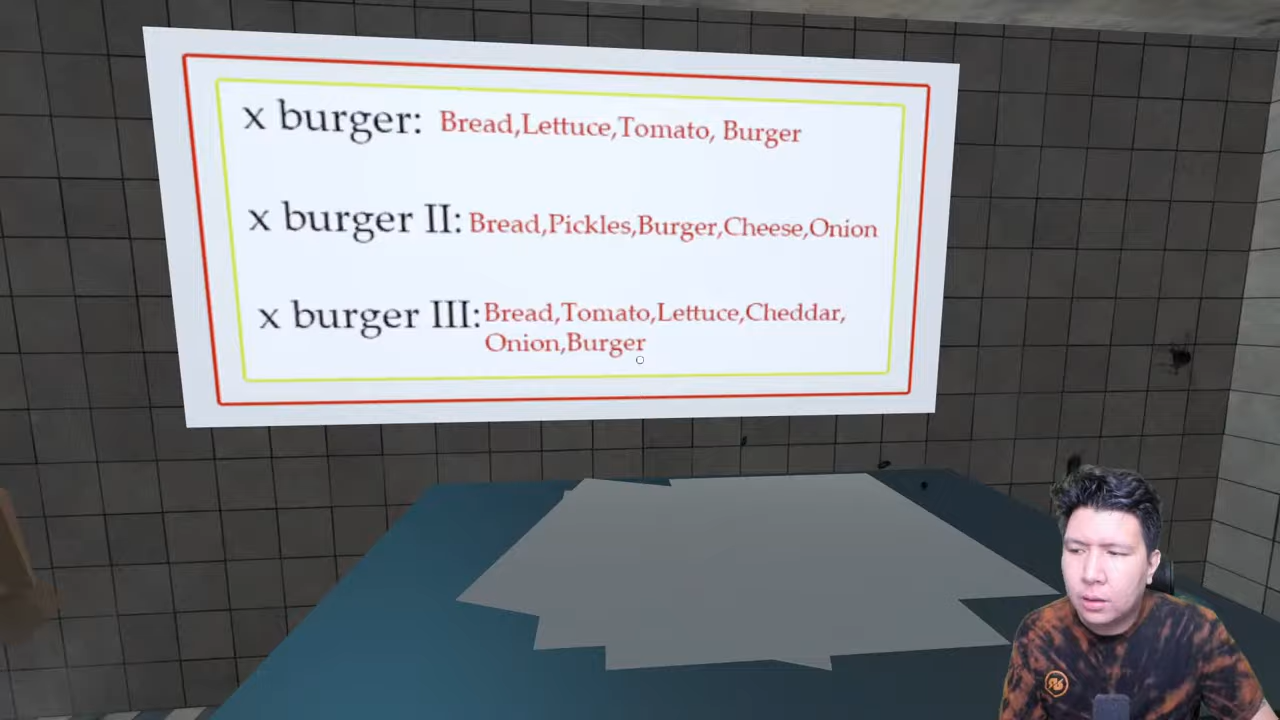 x burger: Bread,Lettuce,Tomato, Burger
x burger II: Bread,Pickles,Burger,Cheese,Onion
x burger III: Bread,Tomato,Lettuce,Cheddar,
Onion,Burger